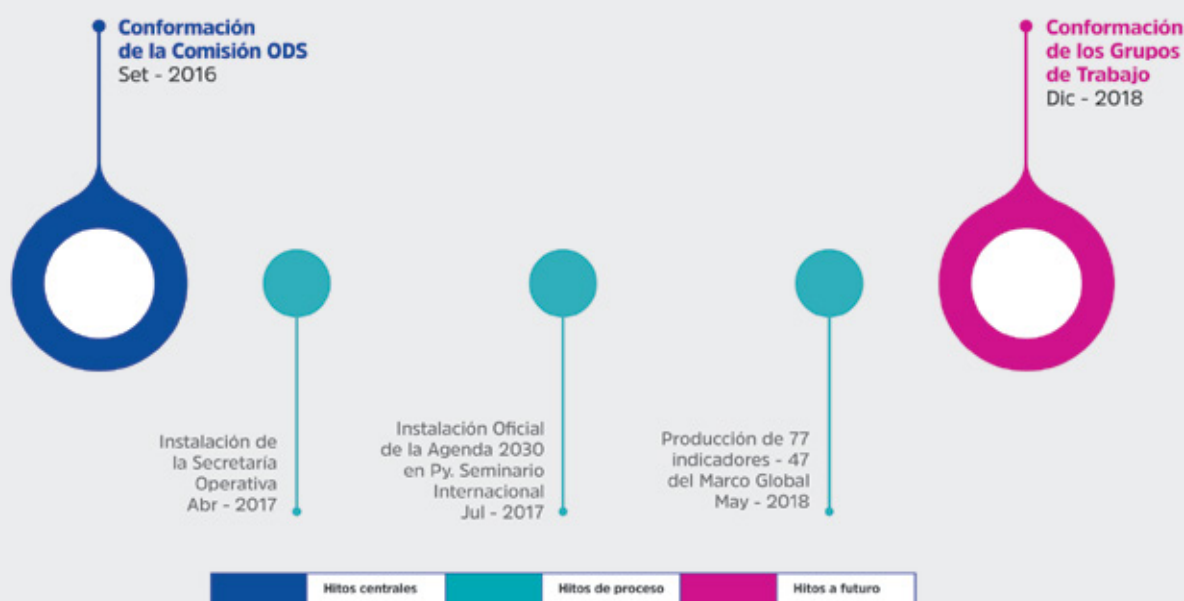 Conformación
de la Comisión ODS
Set - 2016
Conformación
de los Grupos
de Trabajo
Dic - 2018
Instalación de
la Secretaría
Operativa
Abr - 2017
Instalación Oficial
de la Agenda 2030
en Py. Seminario
Internacional
Jul - 2017
Producción de 77
indicadores - 47
del Marco Global
May - 2018
Hitos centrales
Hitos de proceso
Hitos a futuro